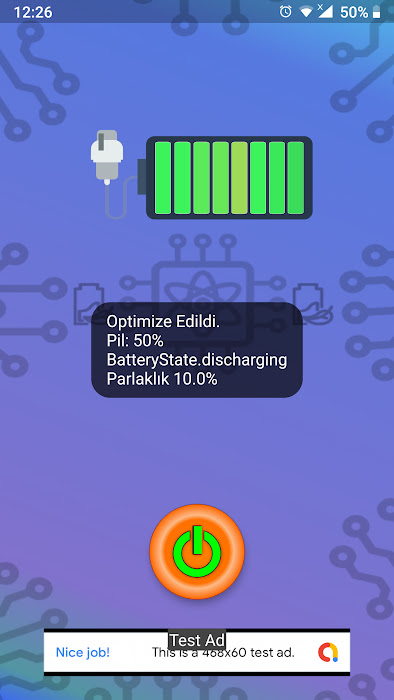 12:26
50%
Optimize Edildi.
Pil: 50%
BatteryState.discharging
Parlaklık 10.0%
Test Ad
Nice job!
This is a 468x60 test ad.